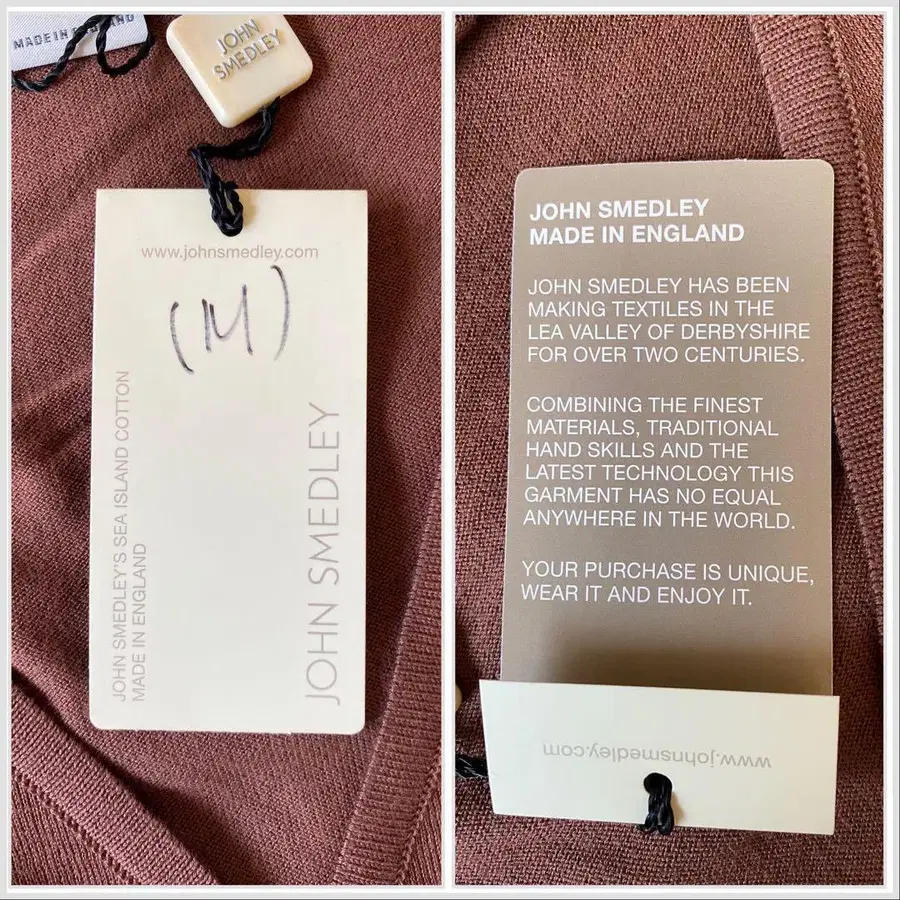 MADE IN ENGLAND
JOHN
SMEDLEY
www.johnsmedley.com
(M)
JOHN SMEDLEY'S SEA ISLAND COTTON
MADE IN ENGLAND
JOHN SMEDLEY
JOHN SMEDLEY
MADE IN ENGLAND
JOHN SMEDLEY HAS BEEN
MAKING TEXTILES IN THE
LEA VALLEY OF DERBYSHIRE
FOR OVER TWO CENTURIES.
COMBINING THE FINEST
MATERIALS, TRADITIONAL
HAND SKILLS AND THE
LATEST TECHNOLOGY THIS
GARMENT HAS NO EQUAL
ANYWHERE IN THE WORLD.
YOUR PURCHASE IS UNIQUE,
WEAR IT AND ENJOY IT.
www.johnsmedley.com